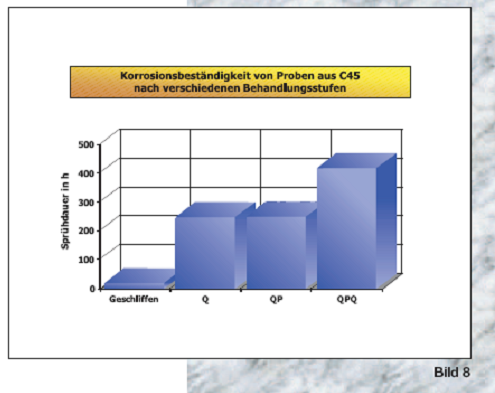 Korrosionsbeständigkeit von Proben aus C45
nach verschiedenen Behandlungsstufen
Sprühdauer in h
500
400
300
200
100
0
Geschliffen Q QP QPQ
Bild 8